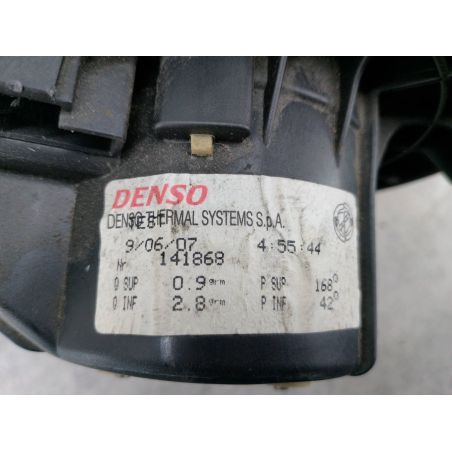 DENSO
DENSO THERMAL SYSTEMS S.p.A.
TEST
9/06/07 4:55:44
Nr 141868
Q SUP 0.9 grm P SUP 168°
Q INF 2.8 grm P INF 42°